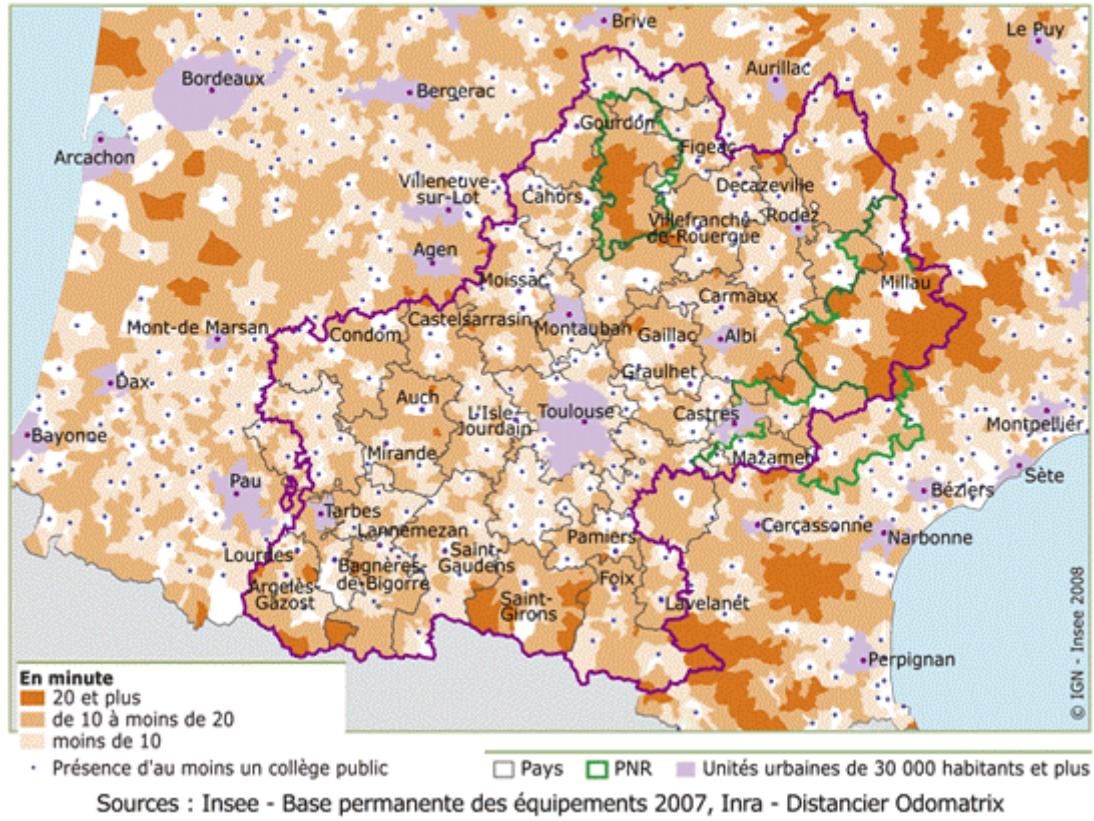 Brive
Le Puy
Aurillac
Bordeaux
Bergerac
Gourdon
Arcachon
Figeac
Villeneuve-
sur-Lot
Cahors
Decazeville
Rodez
Villefranche-
de-Rouergue
Agen
Moissac
Millau
Carmaux
Castelsarrasin
Mont-de Marsan
Condom
Montauban
Gaillac
Albi
Graulhet
Dax
Auch
L'Isle-
Jourdain
Toulouse
Castres
Montpellier
Bayonne
Mirande
Mazamet
Pau
Sète
Béziers
Tarbes
Lannemezan
Pamiers
Carcassonne
Narbonne
Lourdes
Bagnères-
de-Bigorre
Saint-
Gaudens
Foix
Argelès-
Gazost
Saint-
Girons
Lavelanet
Perpignan
© IGN - Insee 2008
En minute
20 et plus
de 10 à moins de 20
moins de 10
Présence d'au moins un collège public
Pays
PNR
Unités urbaines de 30 000 habitants et plus
Sources : Insee - Base permanente des équipements 2007, Inra - Distancier Odomatrix